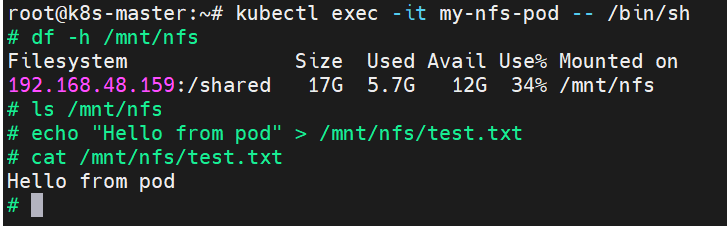 root@k8s-master:~# kubectl exec -it my-nfs-pod -- /bin/sh
# df -h /mnt/nfs
Filesystem              Size  Used Avail Use% Mounted on
192.168.48.159:/shared   17G  5.7G   12G  34% /mnt/nfs
# ls /mnt/nfs
# echo "Hello from pod" > /mnt/nfs/test.txt
# cat /mnt/nfs/test.txt
Hello from pod
#